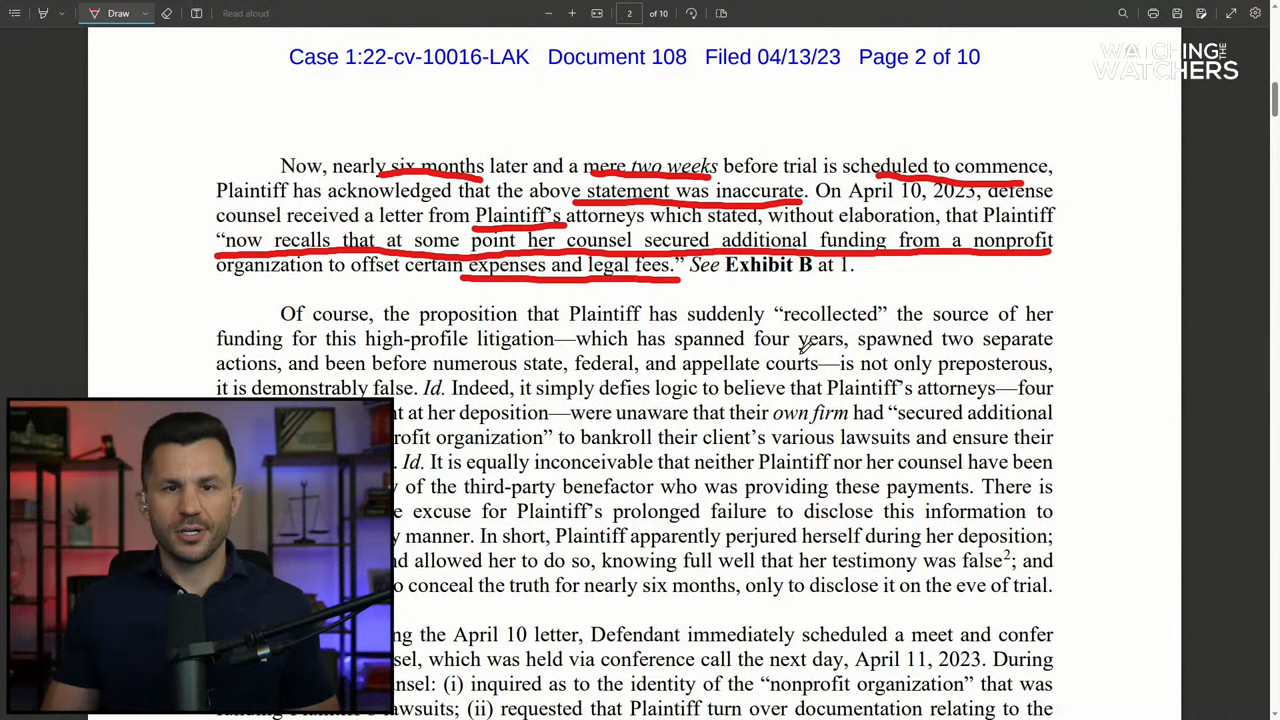 Draw
Read aloud
2
of 10
Case 1:22-cv-10016-LAK Document 108 Filed 04/13/23 Page 2 of 10
WATCHING THE WATCHERS
Now, nearly six months later and a mere two weeks before trial is scheduled to commence,
Plaintiff has acknowledged that the above statement was inaccurate. On April 10, 2023, defense
counsel received a letter from Plaintiff’s attorneys which stated, without elaboration, that Plaintiff
“now recalls that at some point her counsel secured additional funding from a nonprofit
organization to offset certain expenses and legal fees.” See Exhibit B at 1.
Of course, the proposition that Plaintiff has suddenly “recollected” the source of her
funding for this high-profile litigation—which has spanned four years, spawned two separate
actions, and been before numerous state, federal, and appellate courts—is not only preposterous,
it is demonstrably false. Id. Indeed, it simply defies logic to believe that Plaintiff’s attorneys—four
at her deposition—were unaware that their own firm had “secured additional
organization” to bankroll their client’s various lawsuits and ensure their
Id. It is equally inconceivable that neither Plaintiff nor her counsel have been
of the third-party benefactor who was providing these payments. There is
excuse for Plaintiff’s prolonged failure to disclose this information to
manner. In short, Plaintiff apparently perjured herself during her deposition;
allowed her to do so, knowing full well that her testimony was false2; and
to conceal the truth for nearly six months, only to disclose it on the eve of trial.
the April 10 letter, Defendant immediately scheduled a meet and confer
which was held via conference call the next day, April 11, 2023. During
(i) inquired as to the identity of the “nonprofit organization” that was
lawsuits; (ii) requested that Plaintiff turn over documentation relating to the